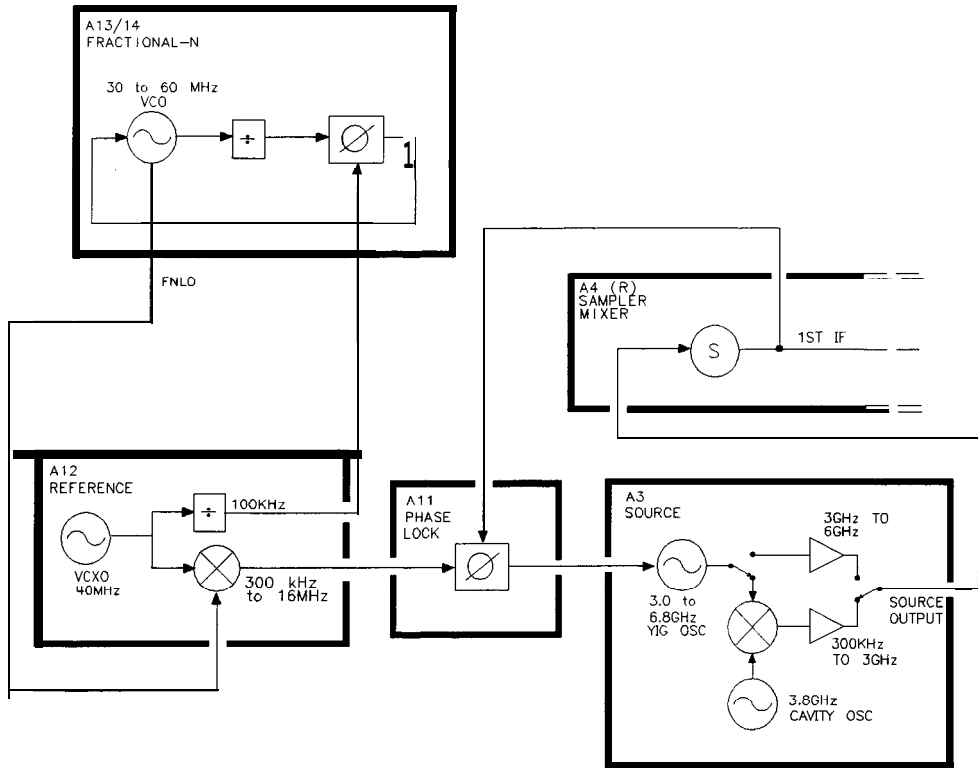 A13/14
FRACTIONAL-N
30 to 60 MHz
VCO
÷
∅
1
FNLO
A4 (R)
SAMPLER
MIXER
S
1ST IF
A12
REFERENCE
÷
100KHz
VCXO
40MHz
300 kHz
to 16MHz
A11
PHASE
LOCK
∅
A3
SOURCE
3GHz TO
6GHz
3.0 to
6.8GHz
YIG OSC
SOURCE
OUTPUT
300KHz
TO 3GHz
3.8GHz
CAVITY OSC